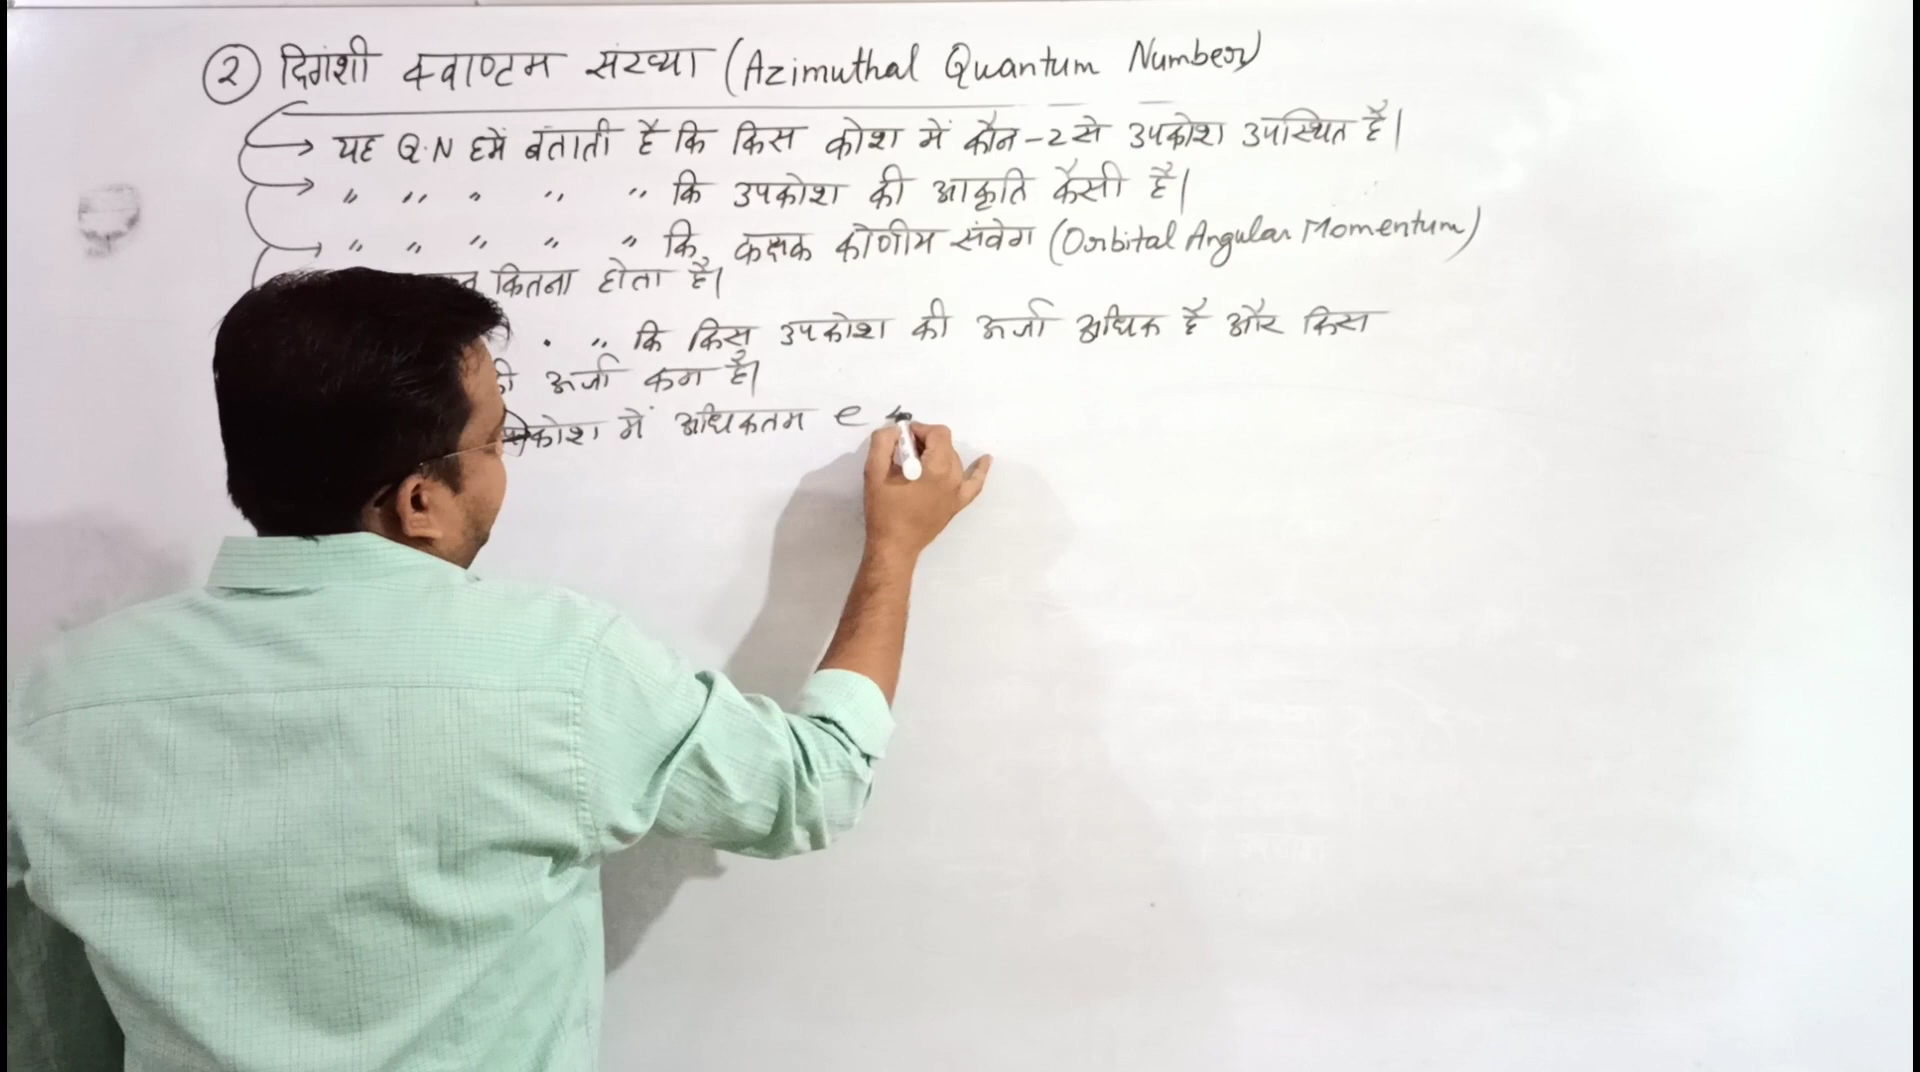 ② दिगंशी क्वाण्टम संख्या (Azimuthal Quantum Number)
→ यह Q.N हमें बताती है कि किस कोश में कौन-2 से उपकोश उपस्थित है।
→ " " " " " कि उपकोश की आकृति कैसी है।
→ " " " " " कि, कक्षक कोणीय संवेग (Orbital Angular Momentum)
कितना होता है।
" " कि किस उपकोश की ऊर्जा अधिक है और किस
की ऊर्जा कम है।
कोश में अधिकतम e